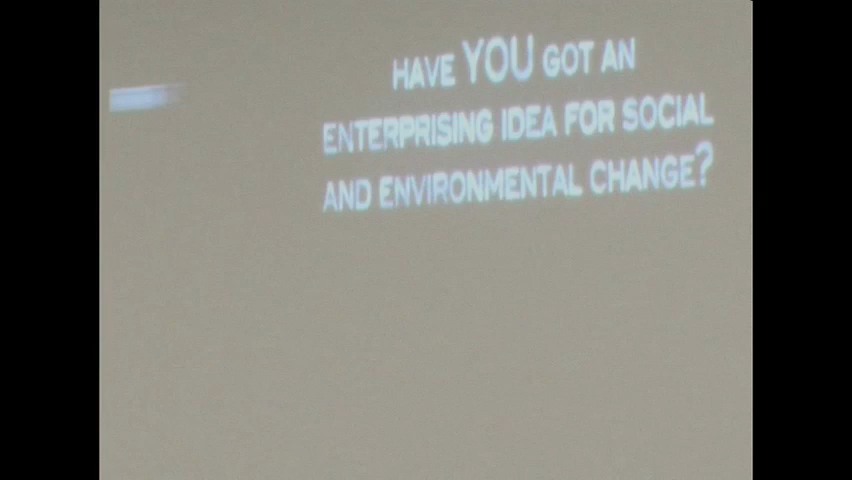 HAVE YOU GOT AN
ENTERPRISING IDEA FOR SOCIAL
AND ENVIRONMENTAL CHANGE?